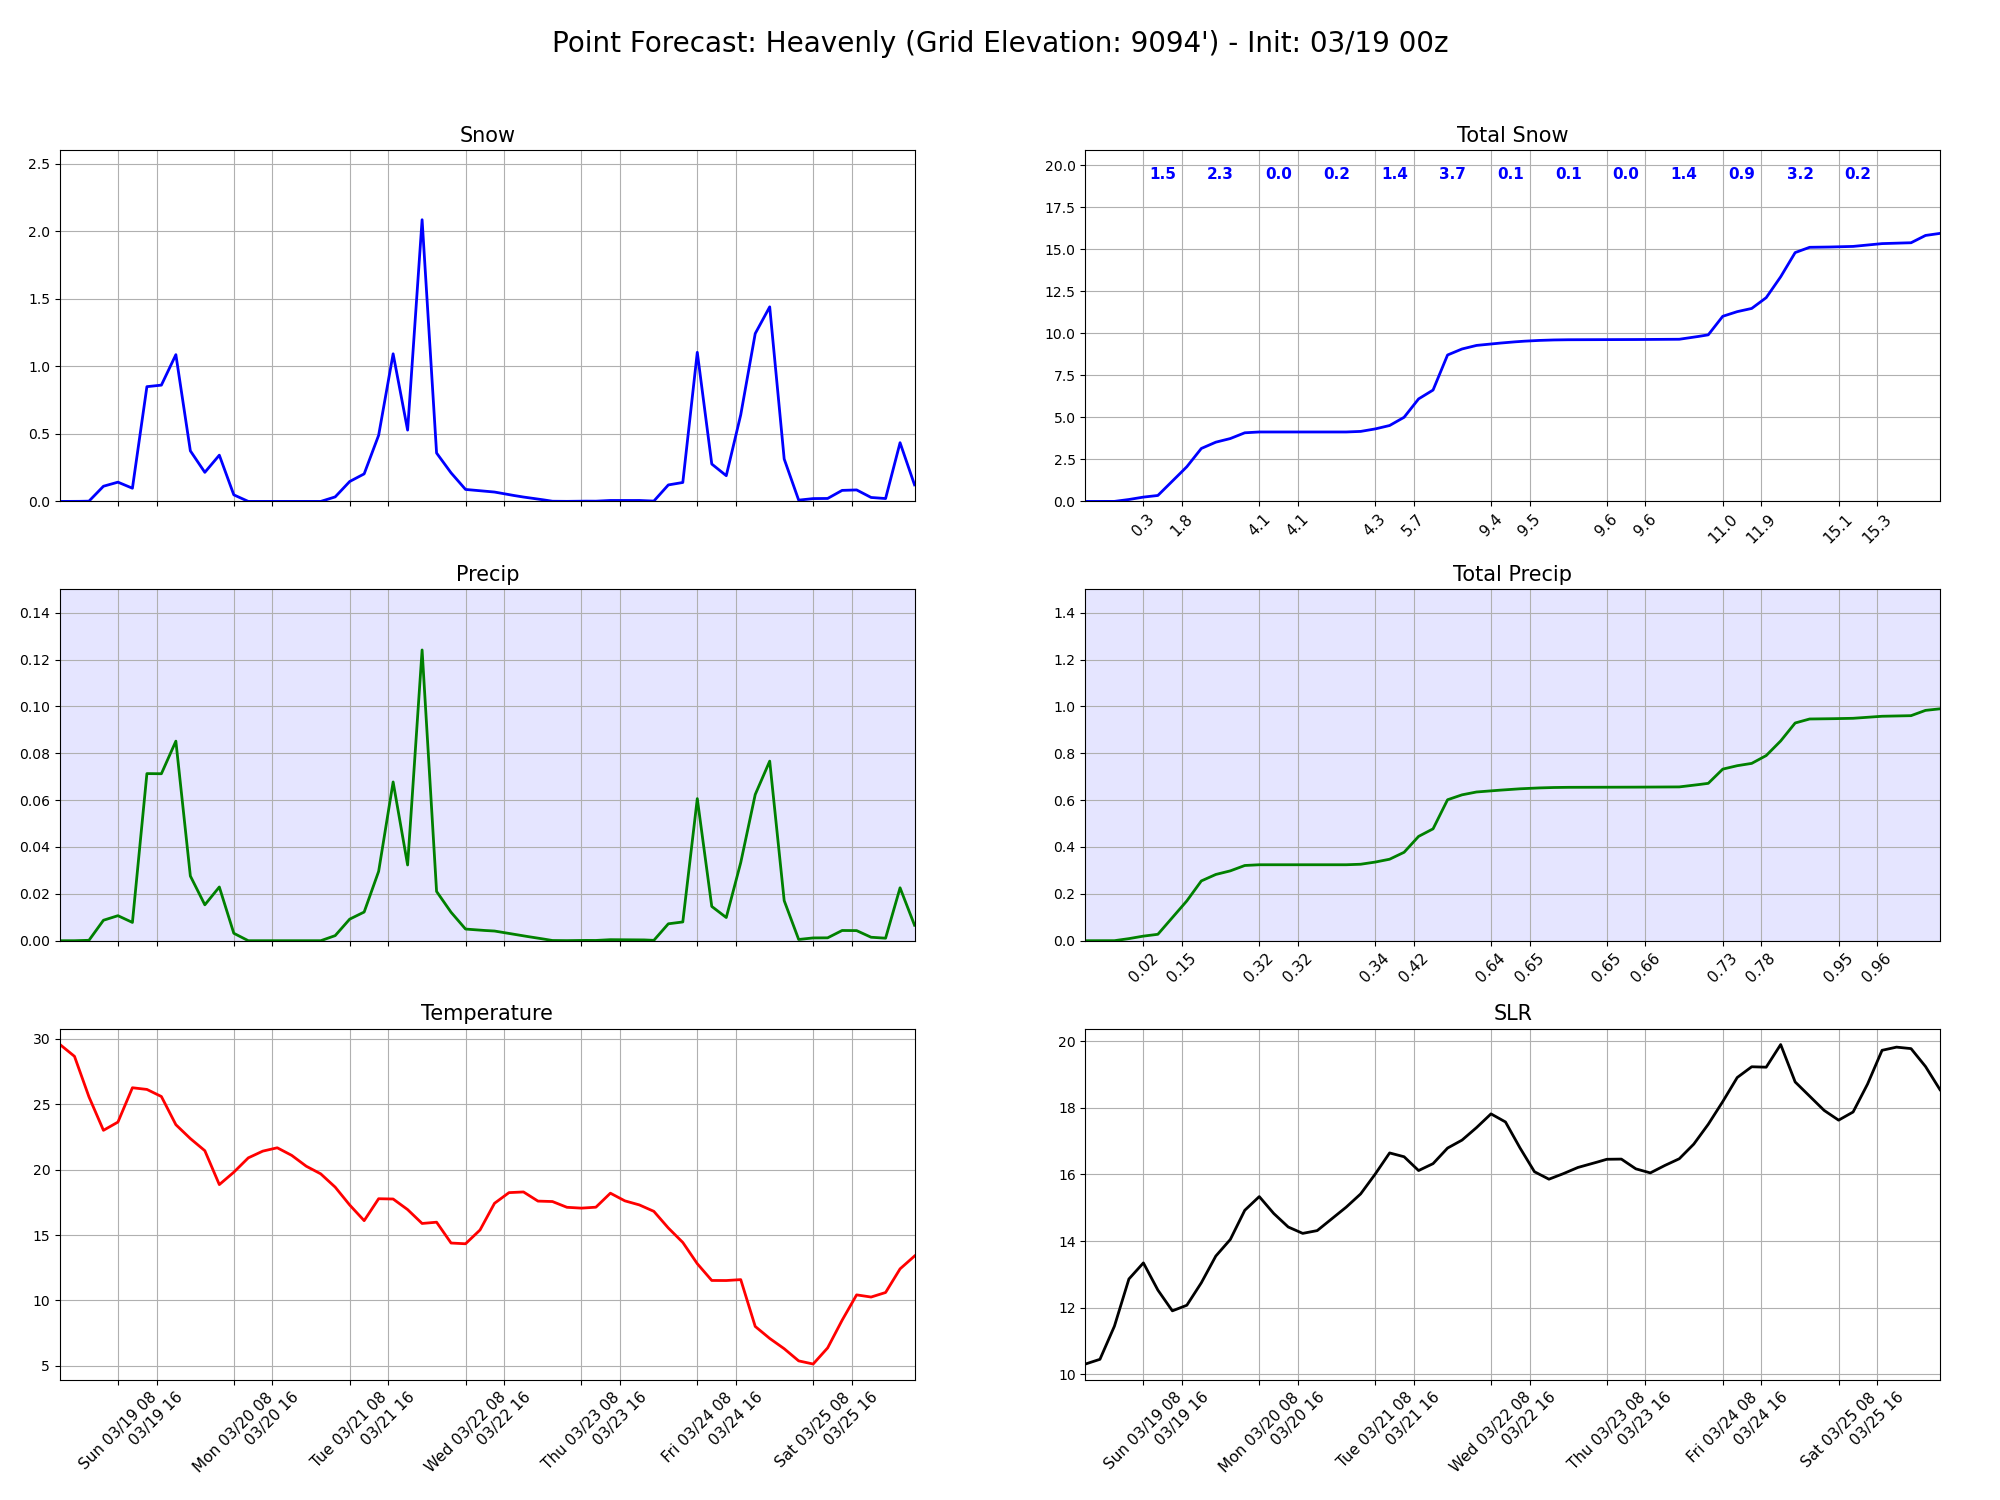 Point Forecast: Heavenly (Grid Elevation: 9094') - Init: 03/19 00z
Snow
2.5
2.0
1.5
1.0
0.5
0.0
Total Snow
20.0
17.5
15.0
12.5
10.0
7.5
5.0
2.5
0.0
1.5 2.3 0.0 0.2 1.4 3.7 0.1 0.1 0.0 1.4 0.9 3.2 0.2
0.3 1.8 4.1 4.1 4.3 5.7 9.4 9.5 9.6 9.6 11.0 11.9 15.1 15.3
Precip
0.14
0.12
0.10
0.08
0.06
0.04
0.02
0.00
Total Precip
1.4
1.2
1.0
0.8
0.6
0.4
0.2
0.0
0.02 0.15 0.32 0.32 0.34 0.42 0.64 0.65 0.65 0.66 0.73 0.78 0.95 0.96
Temperature
30
25
20
15
10
5
Sun 03/19 08
03/19 16
Mon 03/20 08
03/20 16
Tue 03/21 08
03/21 16
Wed 03/22 08
03/22 16
Thu 03/23 08
03/23 16
Fri 03/24 08
03/24 16
Sat 03/25 08
03/25 16
SLR
20
18
16
14
12
10
Sun 03/19 08
03/19 16
Mon 03/20 08
03/20 16
Tue 03/21 08
03/21 16
Wed 03/22 08
03/22 16
Thu 03/23 08
03/23 16
Fri 03/24 08
03/24 16
Sat 03/25 08
03/25 16